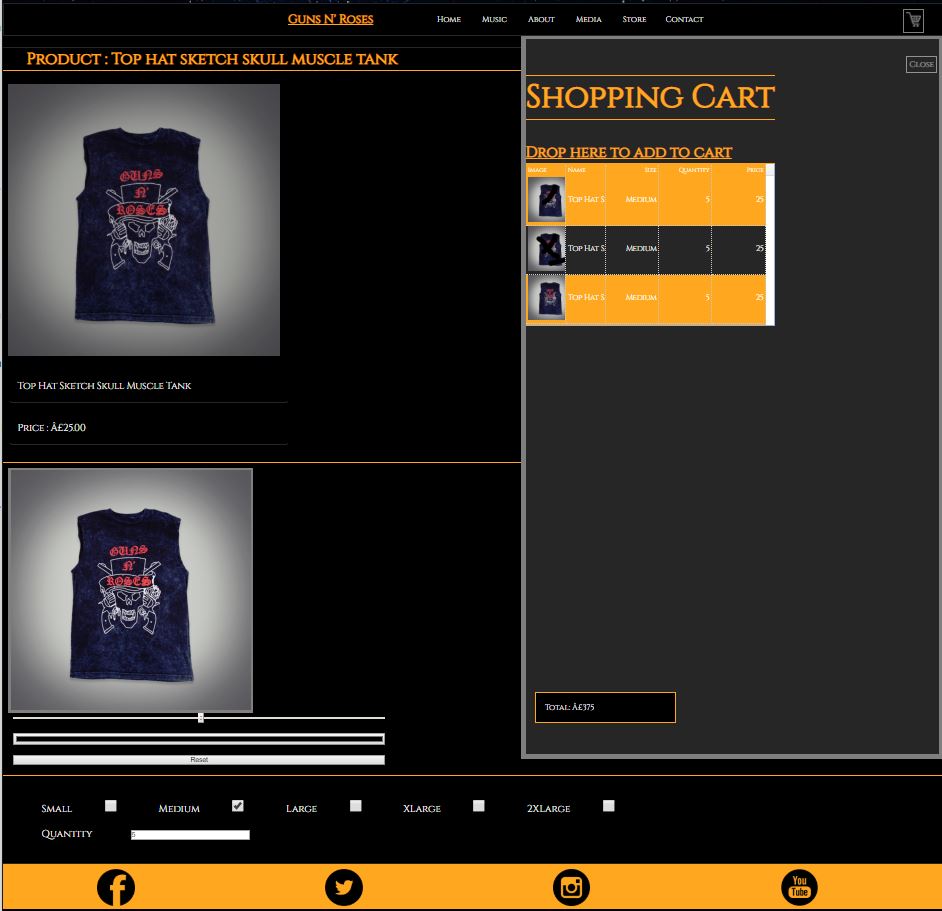 Guns N' Roses
Home Music About Media Store Contact
Product : Top hat sketch skull muscle tank
Close
Shopping Cart
Drop here to add to cart
Image Name Size Quantity Price
Top Hat S Medium 5 25
Top Hat S Medium 5 25
Top Hat S Medium 5 25
GUNS
N'
ROSES
Top Hat Sketch Skull Muscle Tank
Price : Â£25.00
GUNS
N'
ROSES
Total: Â£375
Reset
Small Medium Large XLarge 2XLarge
Quantity 5
You
Tube